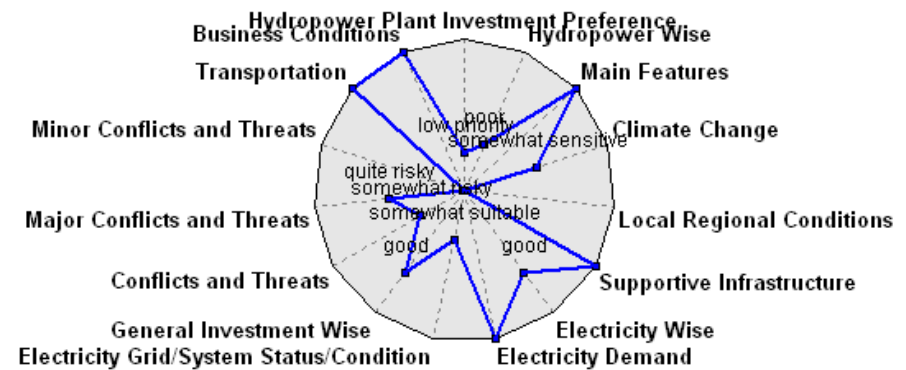 Hydropower Plant Investment Preference
Business Conditions
Hydropower Wise
Transportation
Main Features
poor
low priority
Minor Conflicts and Threats
somewhat sensitive
Climate Change
quite risky
somewhat risky
Major Conflicts and Threats
somewhat suitable
Local Regional Conditions
good
good
Conflicts and Threats
Supportive Infrastructure
General Investment Wise
Electricity Wise
Electricity Grid/System Status/Condition
Electricity Demand